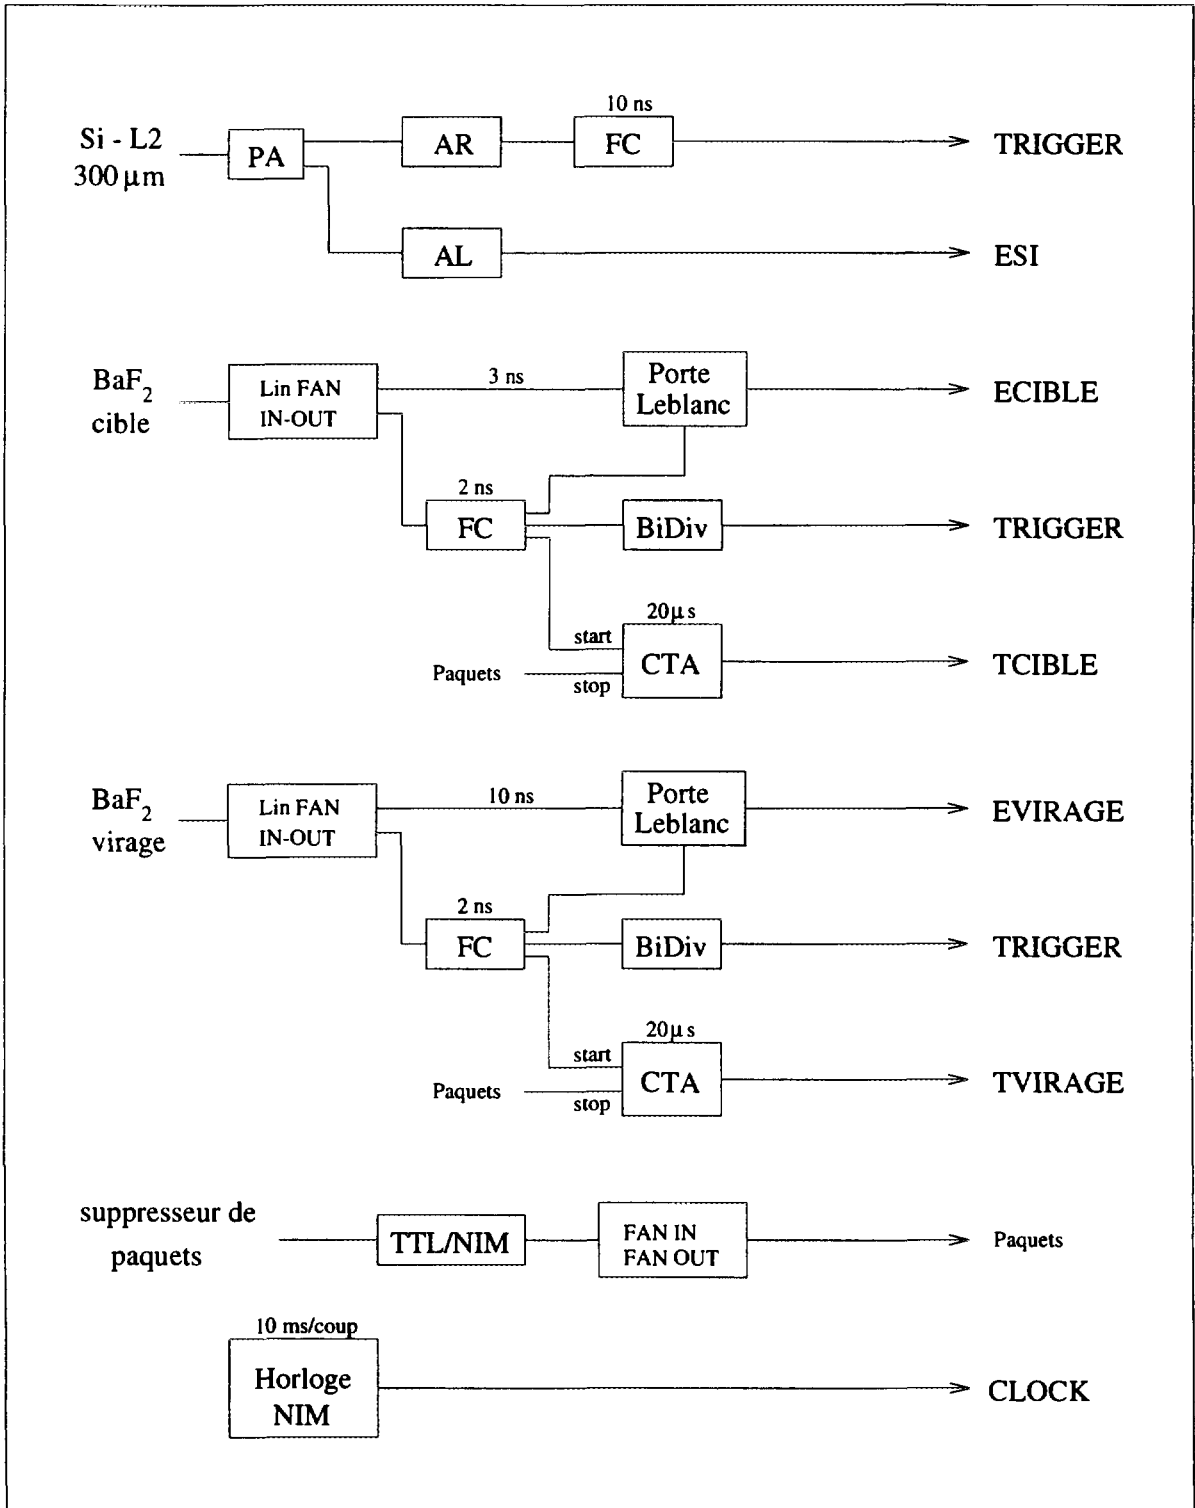 10 ns
Si - L2
300 µm
PA
AR
FC
TRIGGER
AL
ESI
BaF2
cible
Lin FAN
IN-OUT
3 ns
Porte
Leblanc
ECIBLE
2 ns
FC
BiDiv
TRIGGER
20µs
start
CTA
TCIBLE
Paquets
stop
BaF2
virage
Lin FAN
IN-OUT
10 ns
Porte
Leblanc
EVIRAGE
2 ns
FC
BiDiv
TRIGGER
20µs
start
CTA
TVIRAGE
Paquets
stop
suppresseur de
paquets
TTL/NIM
FAN IN
FAN OUT
Paquets
10 ms/coup
Horloge
NIM
CLOCK